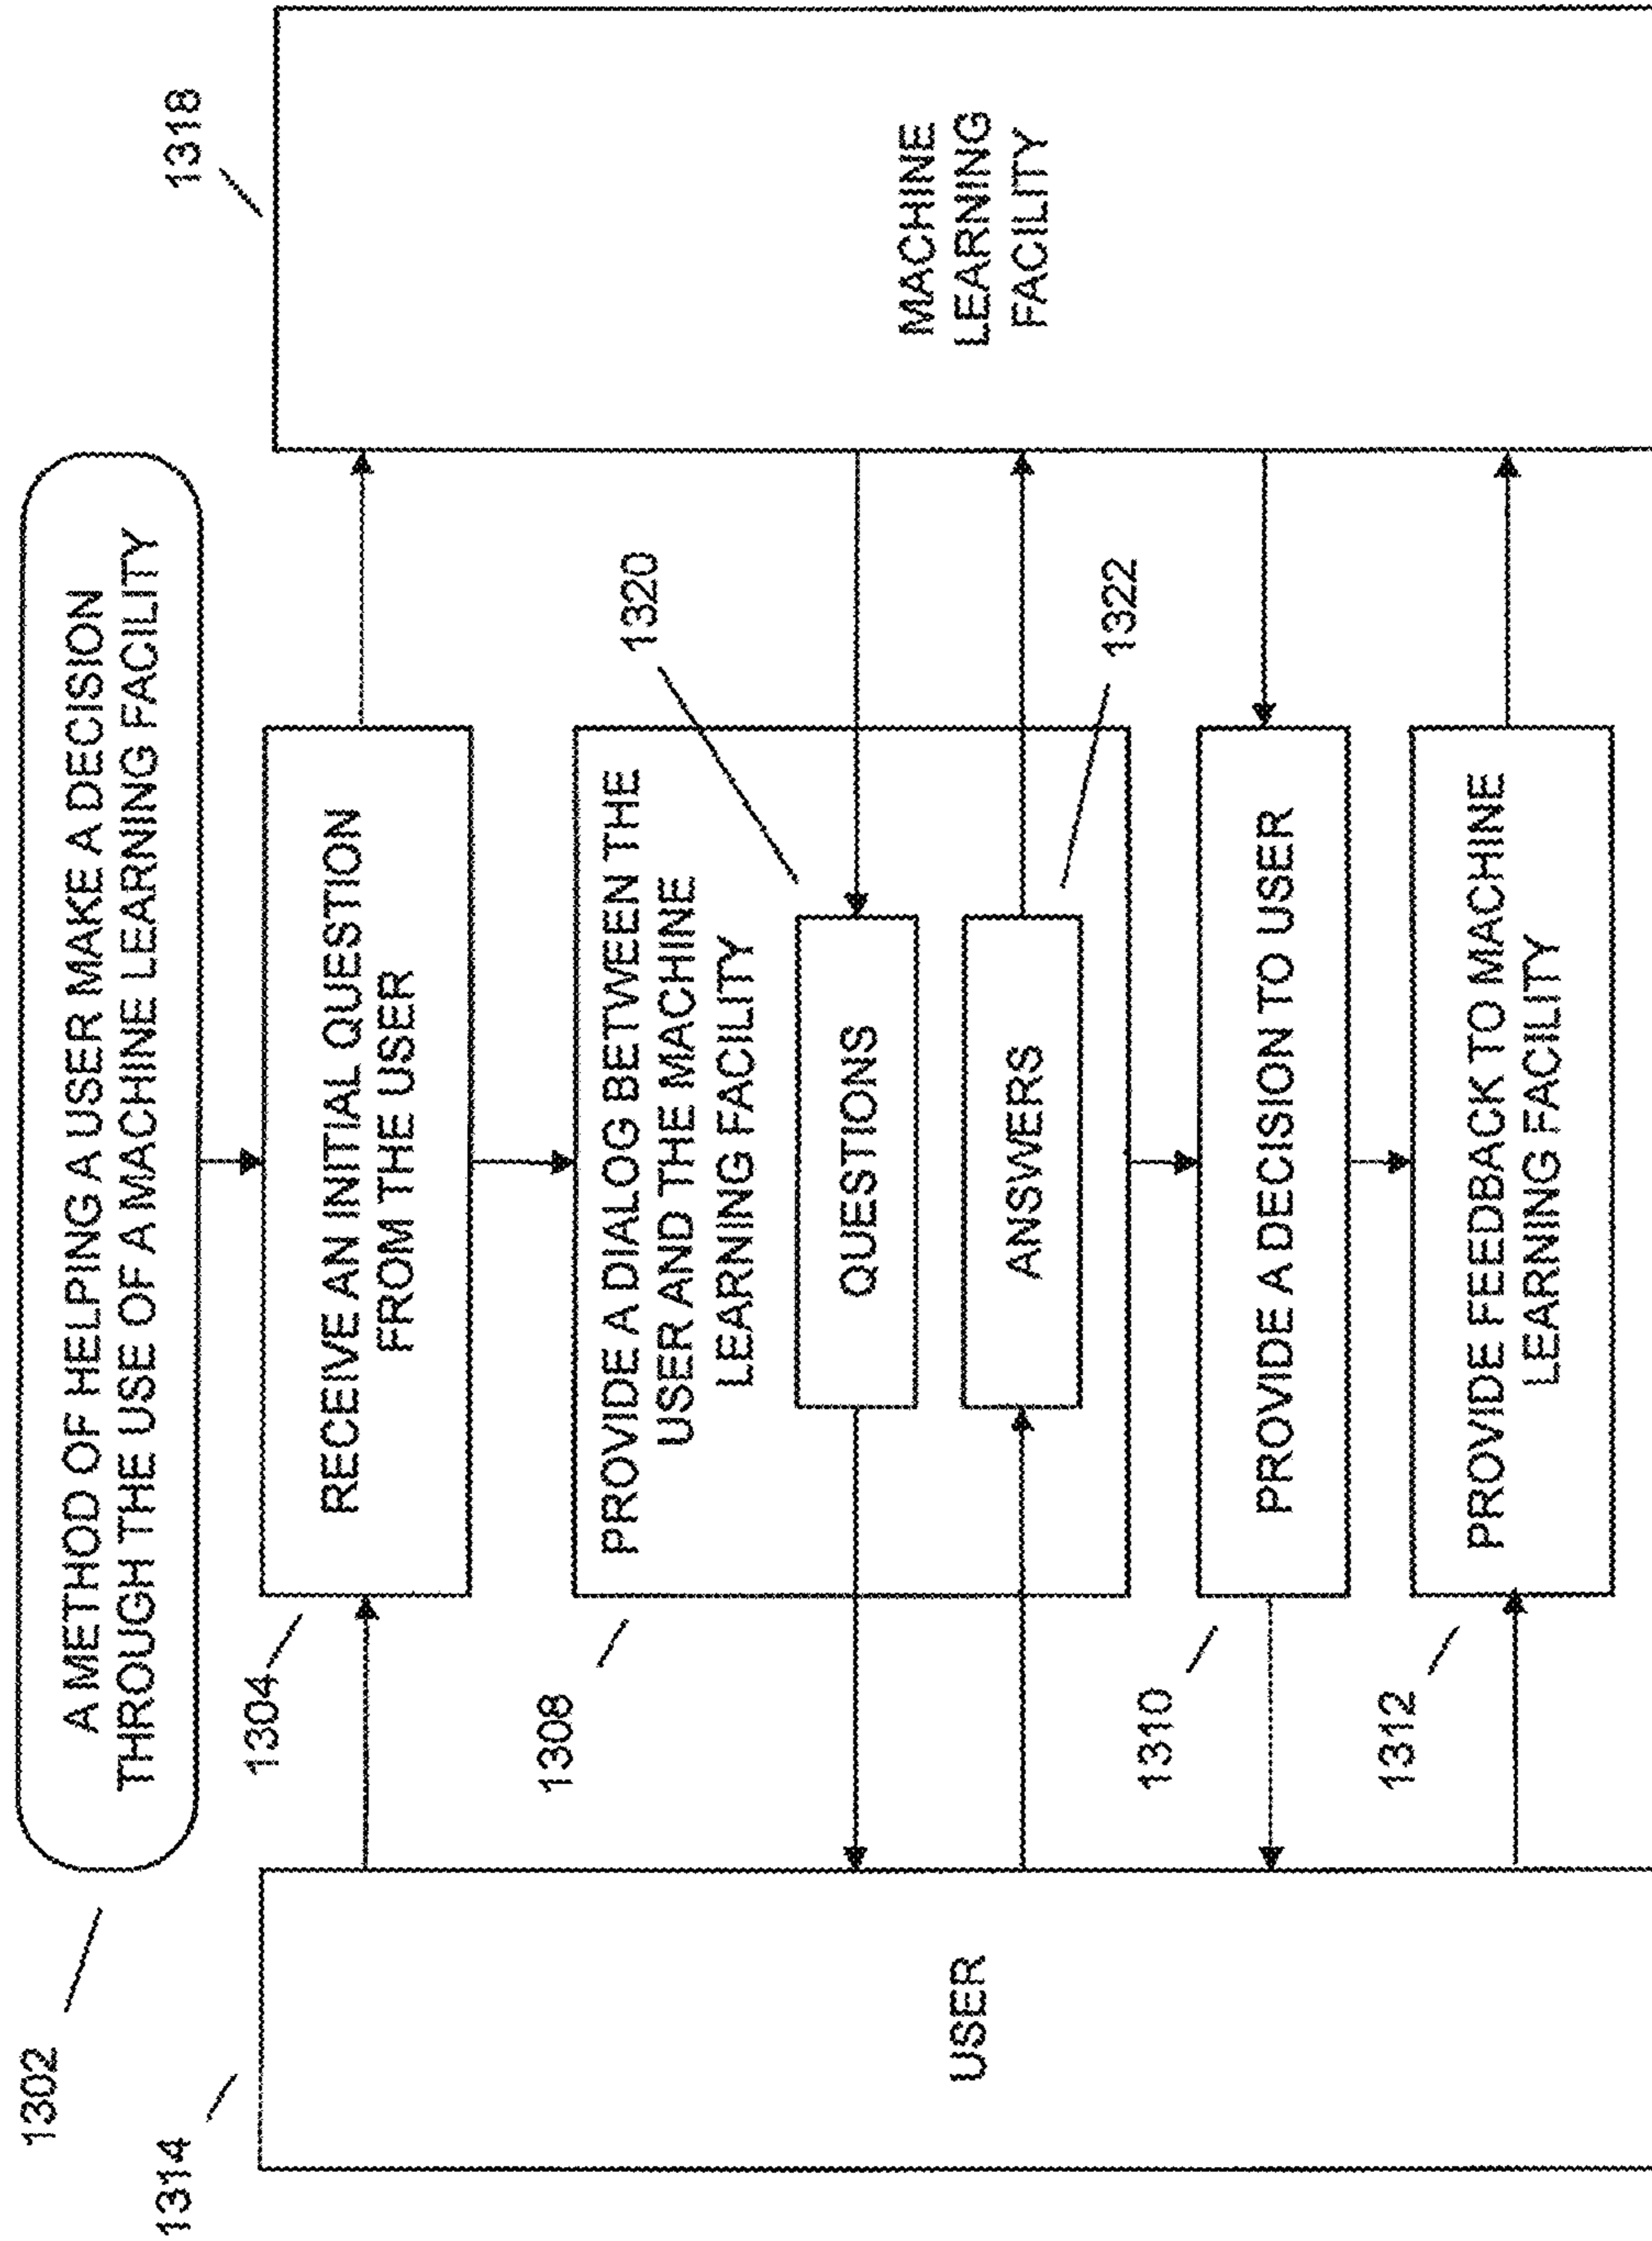 1302
A METHOD OF HELPING A USER MAKE A DECISION
THROUGH THE USE OF A MACHINE LEARNING FACILITY
1314
USER
1304
RECEIVE AN INITIAL QUESTION
FROM THE USER
1308
PROVIDE A DIALOG BETWEEN THE
USER AND THE MACHINE
LEARNING FACILITY
1320
QUESTIONS
ANSWERS
1322
1310
PROVIDE A DECISION TO USER
1312
PROVIDE FEEDBACK TO MACHINE
LEARNING FACILITY
1318
MACHINE
LEARNING
FACILITY